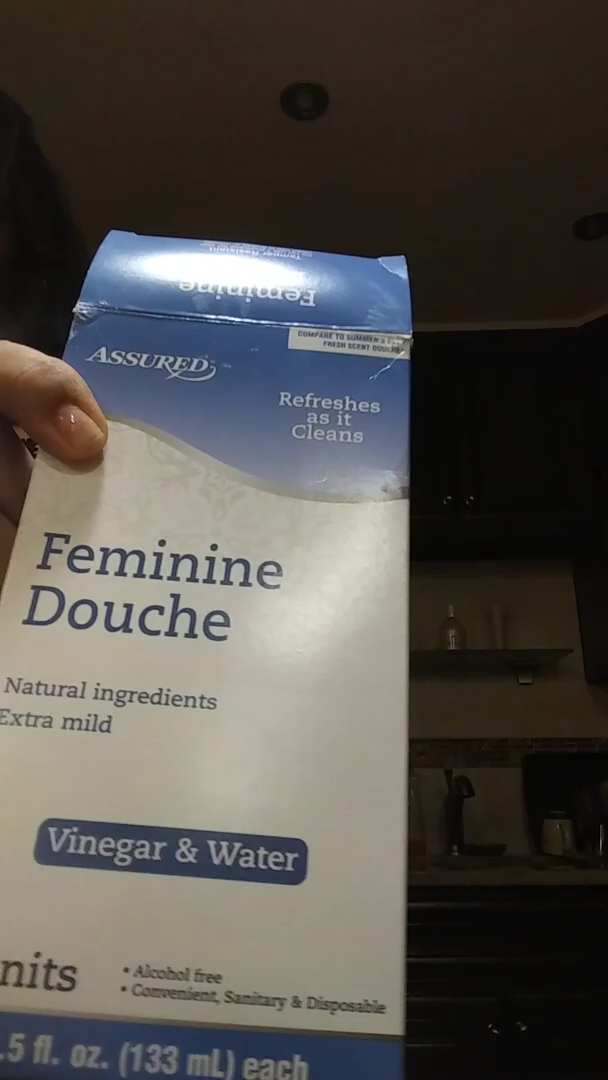 Feminine
ASSURED
COMPARE TO SUMMER'S
FRESH SCENT DOUCHE
Refreshes
as it
Cleans
Feminine
Douche
Natural ingredients
Extra mild
Vinegar & Water
nits
• Alcohol free
• Convenient, Sanitary & Disposable
.5 fl. oz. (133 mL) each